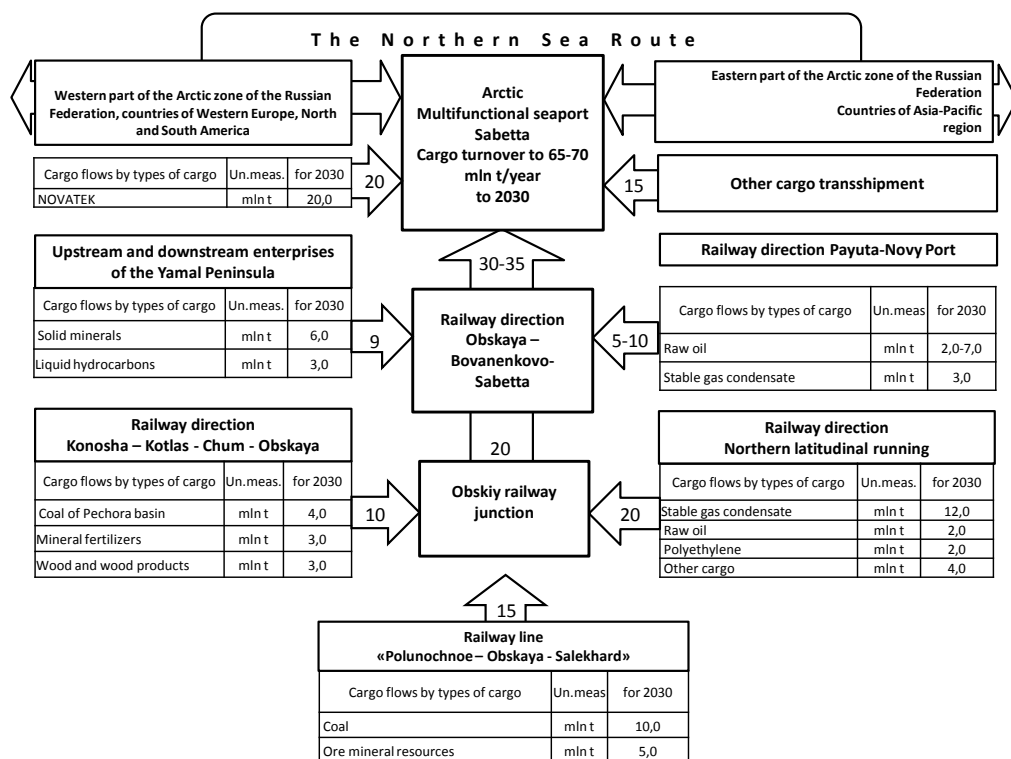 The Northern Sea Route
Western part of the Arctic zone of the Russian
Federation, countries of Western Europe, North
and South America
Arctic
Multifunctional seaport
Sabetta
Cargo turnover to 65-70
mln t/year
to 2030
Eastern part of the Arctic zone of the Russian
Federation
Countries of Asia-Pacific
region
Cargo flows by types of cargo Un.meas. for 2030
NOVATEK mln t 20,0
20
15
Other cargo transshipment
Upstream and downstream enterprises
of the Yamal Peninsula
Cargo flows by types of cargo Un.meas. for 2030
Solid minerals mln t 6,0
Liquid hydrocarbons mln t 3,0
9
30-35
Railway direction
Obskaya –
Bovanenkovo-
Sabetta
5-10
Railway direction Payuta-Novy Port
Cargo flows by types of cargo Un.meas for 2030
Raw oil mln t 2,0-7,0
Stable gas condensate mln t 3,0
Railway direction
Konosha – Kotlas - Chum - Obskaya
Cargo flows by types of cargo Un.meas. for 2030
Coal of Pechora basin mln t 4,0
Mineral fertilizers mln t 3,0
Wood and wood products mln t 3,0
10
20
Obskiy railway
junction
20
Railway direction
Northern latitudinal running
Cargo flows by types of cargo Un.meas. for 2030
Stable gas condensate mln t 12,0
Raw oil mln t 2,0
Polyethylene mln t 2,0
Other cargo mln t 4,0
15
Railway line
«Polunochnoe – Obskaya - Salekhard»
Cargo flows by types of cargo Un.meas for 2030
Coal mln t 10,0
Ore mineral resources mln t 5,0